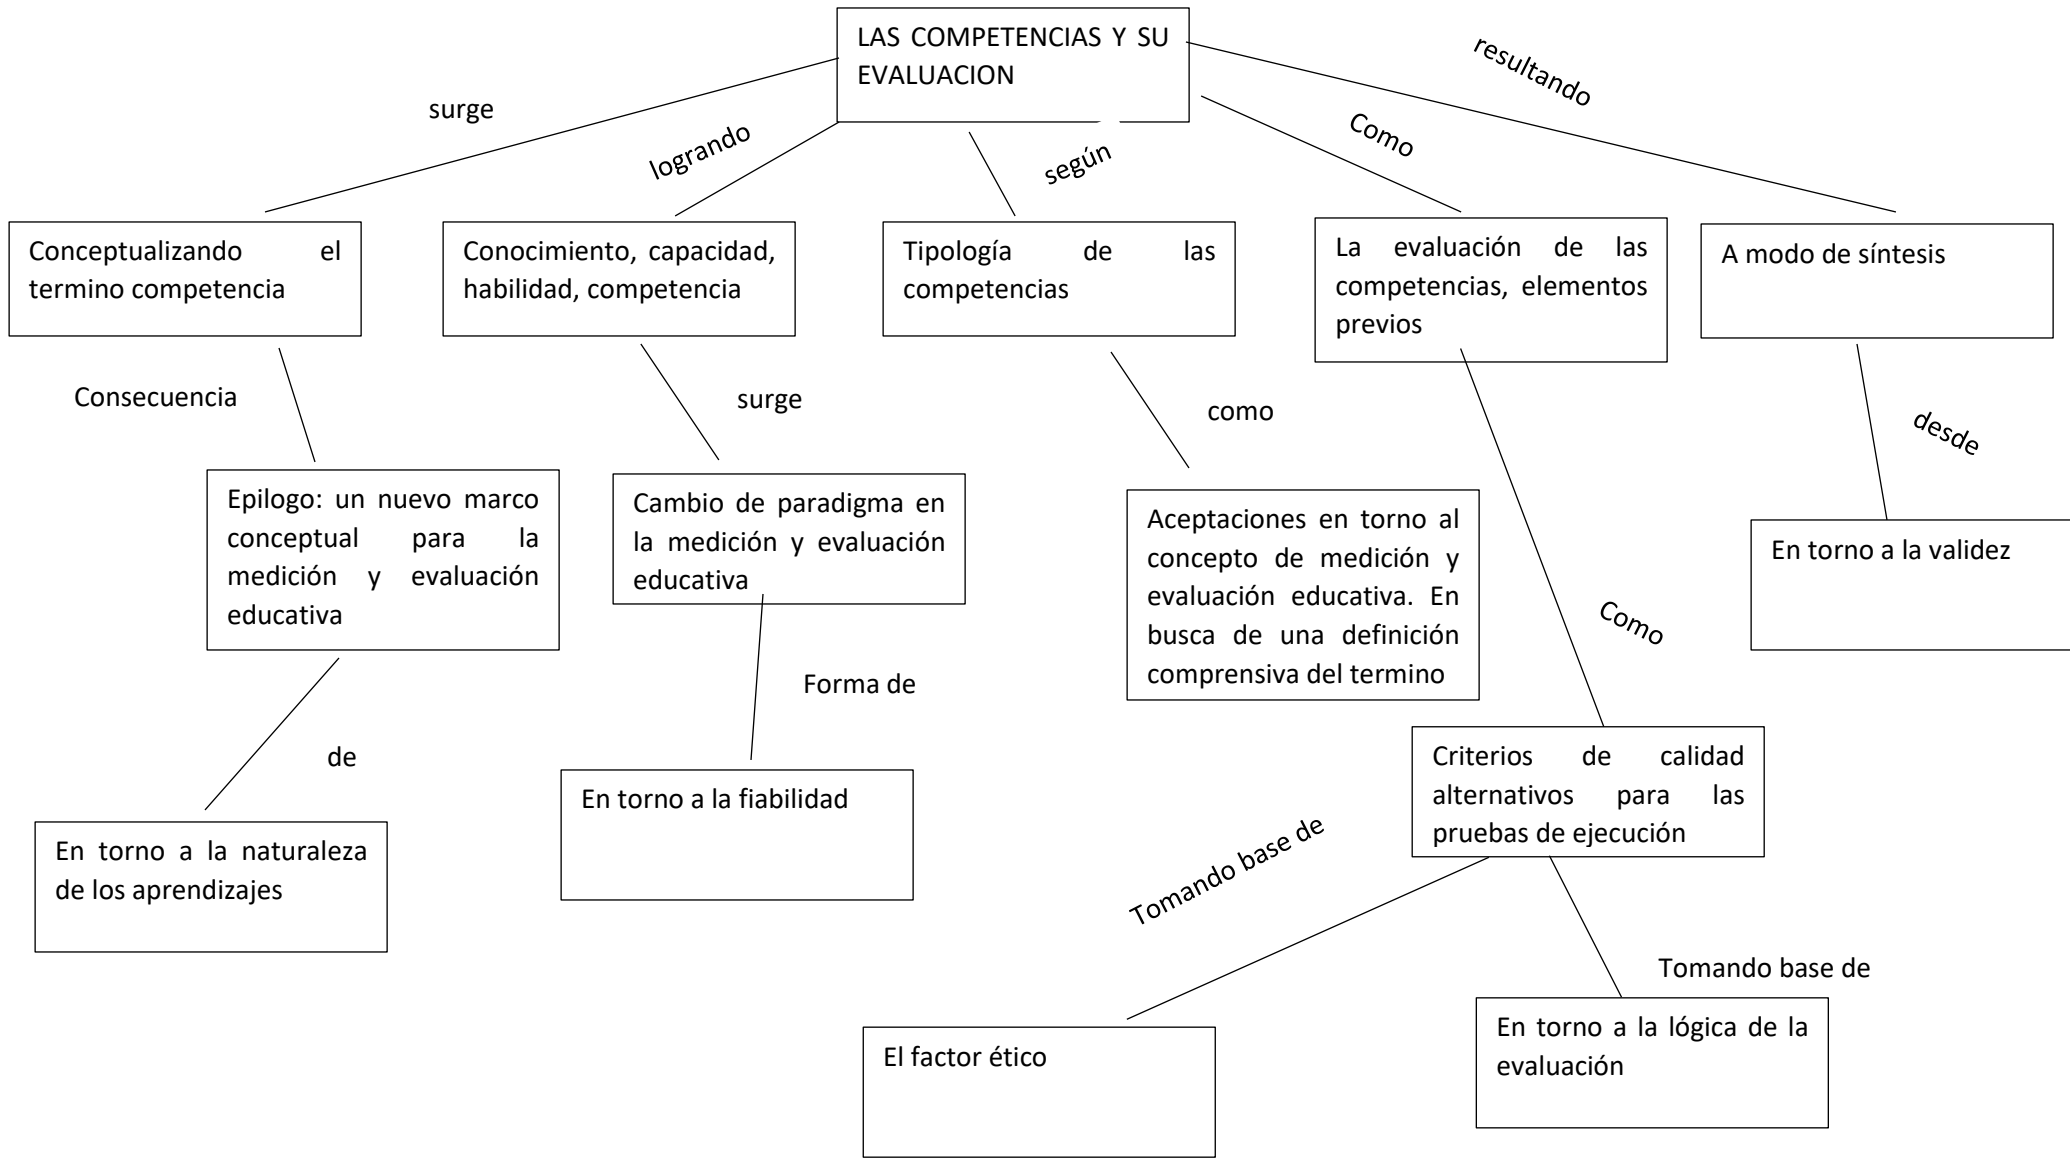 LAS COMPETENCIAS Y SU
EVALUACION
resultando
surge
logrando
según
Como
Conceptualizando el
termino competencia
Conocimiento, capacidad,
habilidad, competencia
Tipología de las
competencias
La evaluación de las
competencias, elementos
previos
A modo de síntesis
Consecuencia
surge
como
desde
Epilogo: un nuevo marco
conceptual para la
medición y evaluación
educativa
Cambio de paradigma en
la medición y evaluación
educativa
Aceptaciones en torno al
concepto de medición y
evaluación educativa. En
busca de una definición
comprensiva del termino
En torno a la validez
Como
Forma de
de
En torno a la naturaleza
de los aprendizajes
En torno a la fiabilidad
Criterios de calidad
alternativos para las
pruebas de ejecución
Tomando base de
Tomando base de
El factor ético
En torno a la lógica de la
evaluación